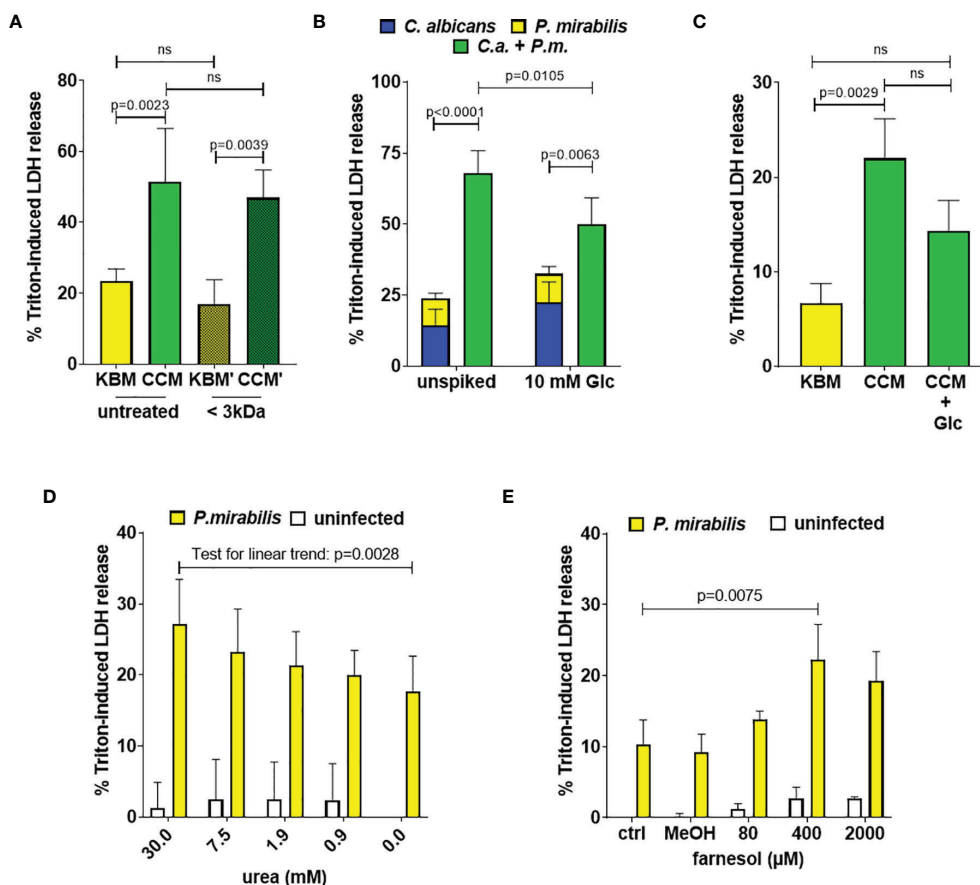 A
% Triton-induced LDH release
80
60
40
20
0
ns
ns
p=0.0023
p=0.0039
KBM CCM KBM' CCM'
untreated < 3kDa
B
C. albicans P. mirabilis
C.a. + P.m.
% Triton-induced LDH release
100
75
50
25
0
p=0.0105
p<0.0001
p=0.0063
unspiked 10 mM Glc
C
% Triton-induced LDH release
30
20
10
0
ns
ns
p=0.0029
KBM CCM CCM
+
Glc
D
P.mirabilis uninfected
% Triton-induced LDH release
40
30
20
10
0
Test for linear trend: p=0.0028
30.0 7.5 1.9 0.9 0.0
urea (mM)
E
P. mirabilis uninfected
% Triton-induced LDH release
40
30
20
10
0
p=0.0075
ctrl MeOH 80 400 2000
farnesol (µM)